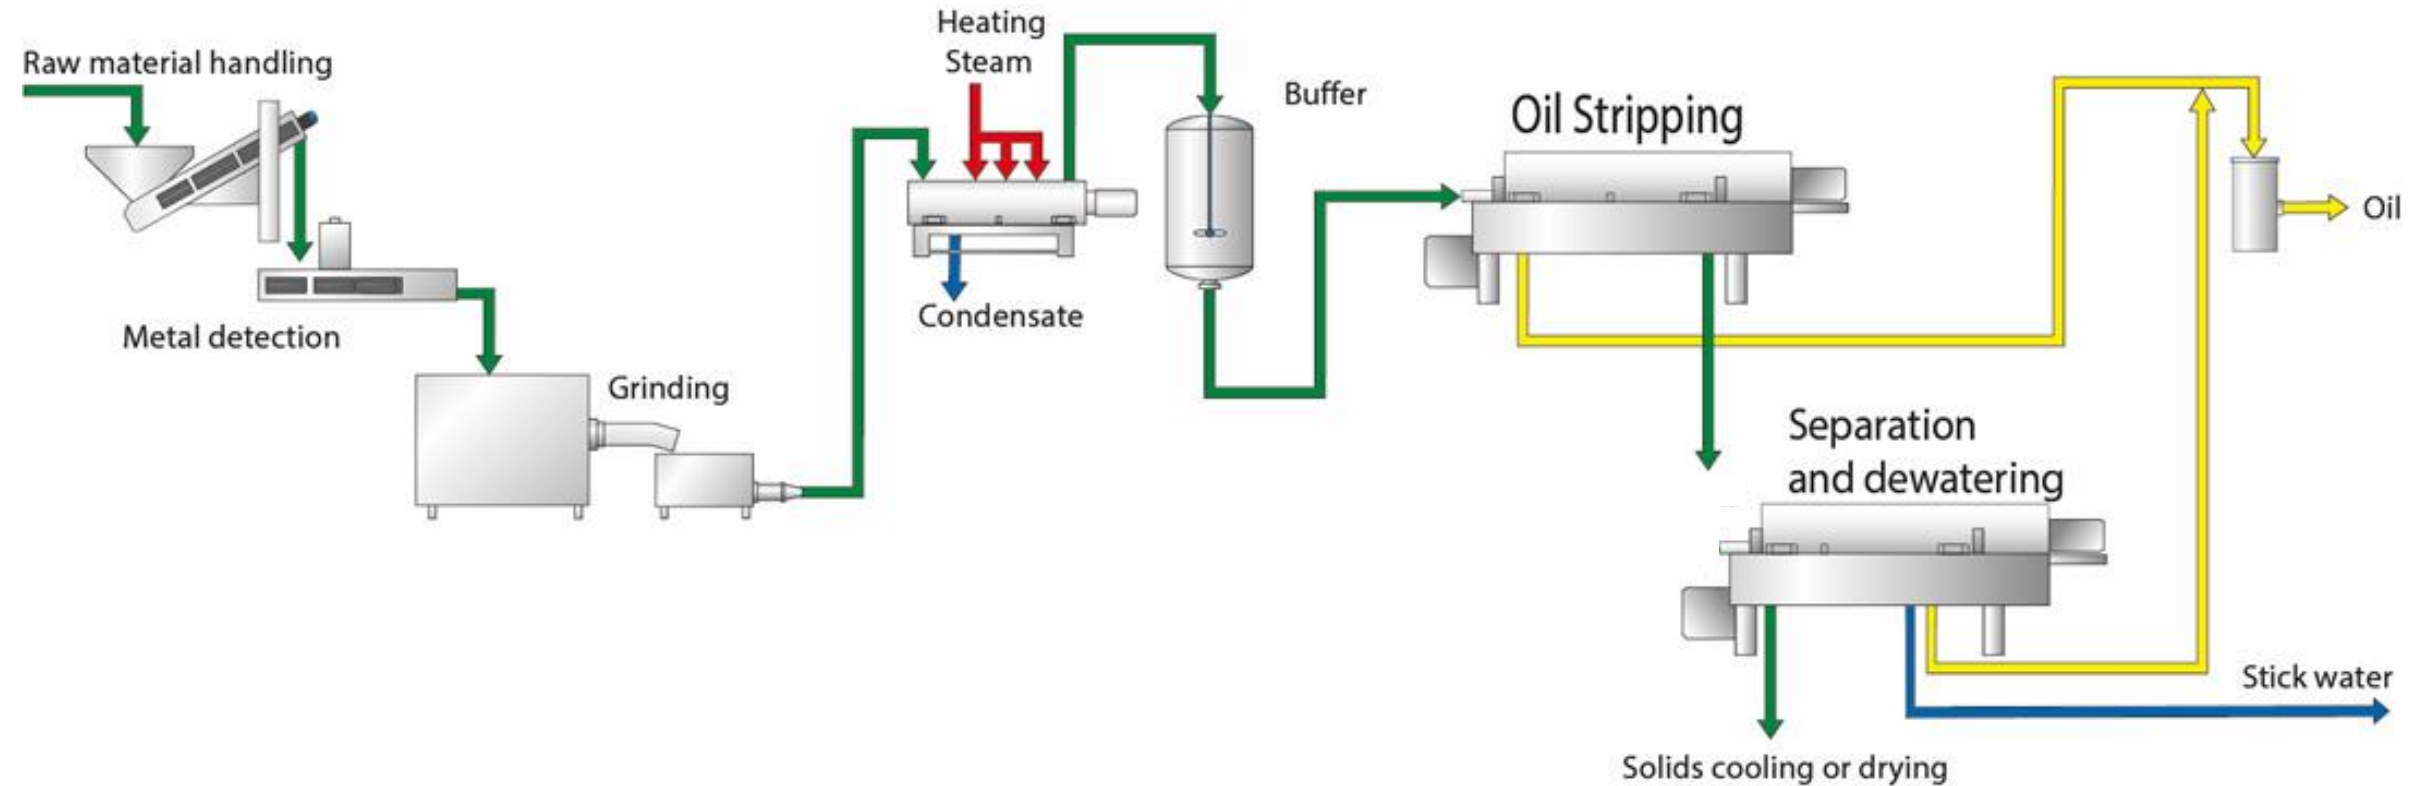 Raw material handling
Metal detection
Grinding
Heating
Steam
Condensate
Buffer
Oil Stripping
Oil
Separation
and dewatering
Stick water
Solids cooling or drying